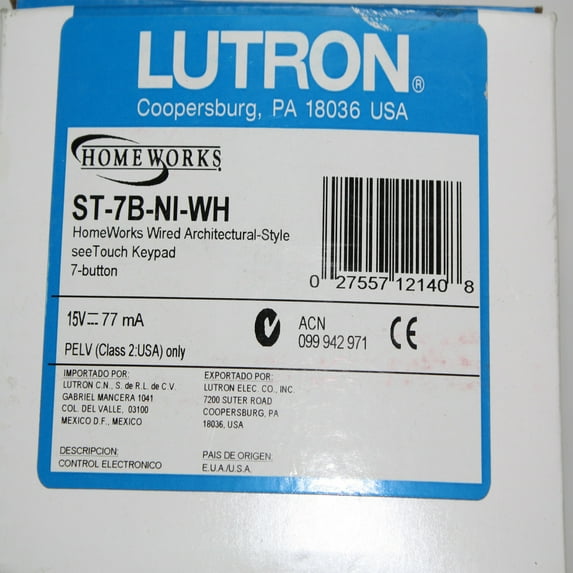 LUTRON®
Coopersburg, PA 18036 USA
HOMEWORKS
ST-7B-NI-WH
HomeWorks Wired Architectural-Style
seeTouch Keypad
7-button
0 27557 12140 8
15V⎓77 mA
PELV (Class 2:USA) only
ACN
099 942 971
CE
IMPORTADO POR:
LUTRON C.N., S. de R.L. de C.V.
GABRIEL MANCERA 1041
COL. DEL VALLE, 03100
MEXICO D.F., MEXICO
EXPORTADO POR:
LUTRON ELEC. CO., INC.
7200 SUTER ROAD
COOPERSBURG, PA
18036, USA
DESCRIPCION:
CONTROL ELECTRONICO
PAIS DE ORIGEN:
E.U.A./U.S.A.